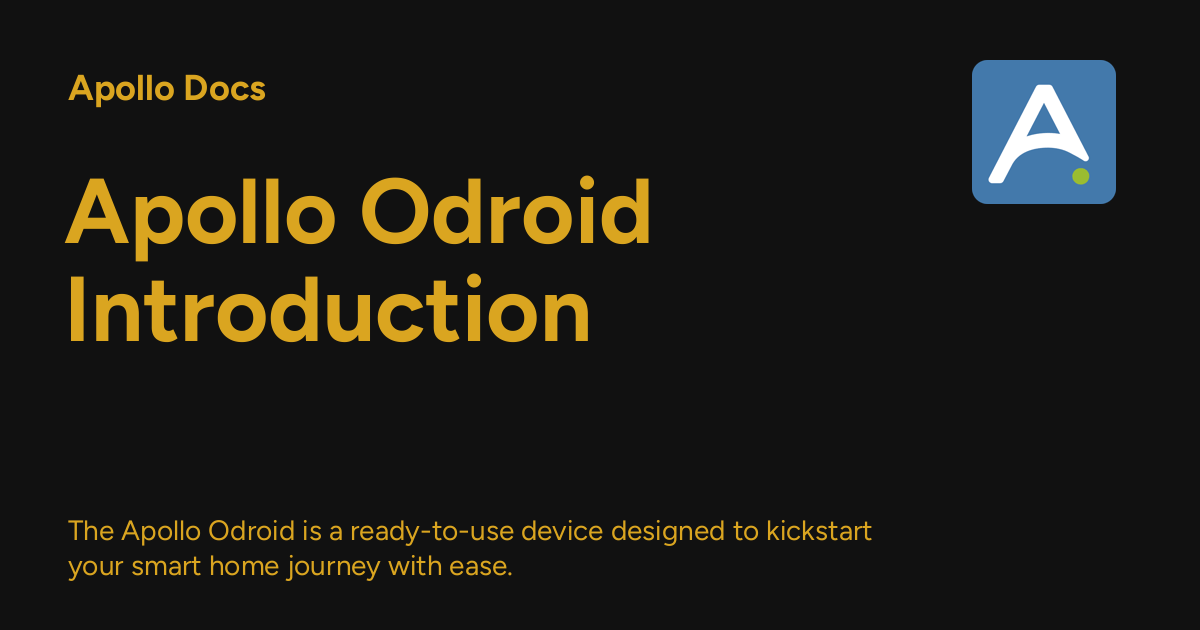 Apollo Docs
Apollo Odroid
Introduction
The Apollo Odroid is a ready-to-use device designed to kickstart
your smart home journey with ease.